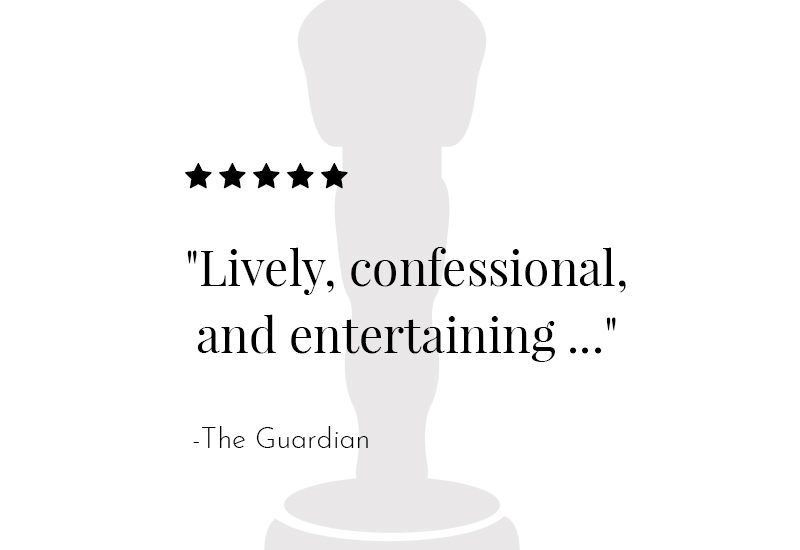 ★★★★★
"Lively, confessional,
and entertaining ..."
-The Guardian